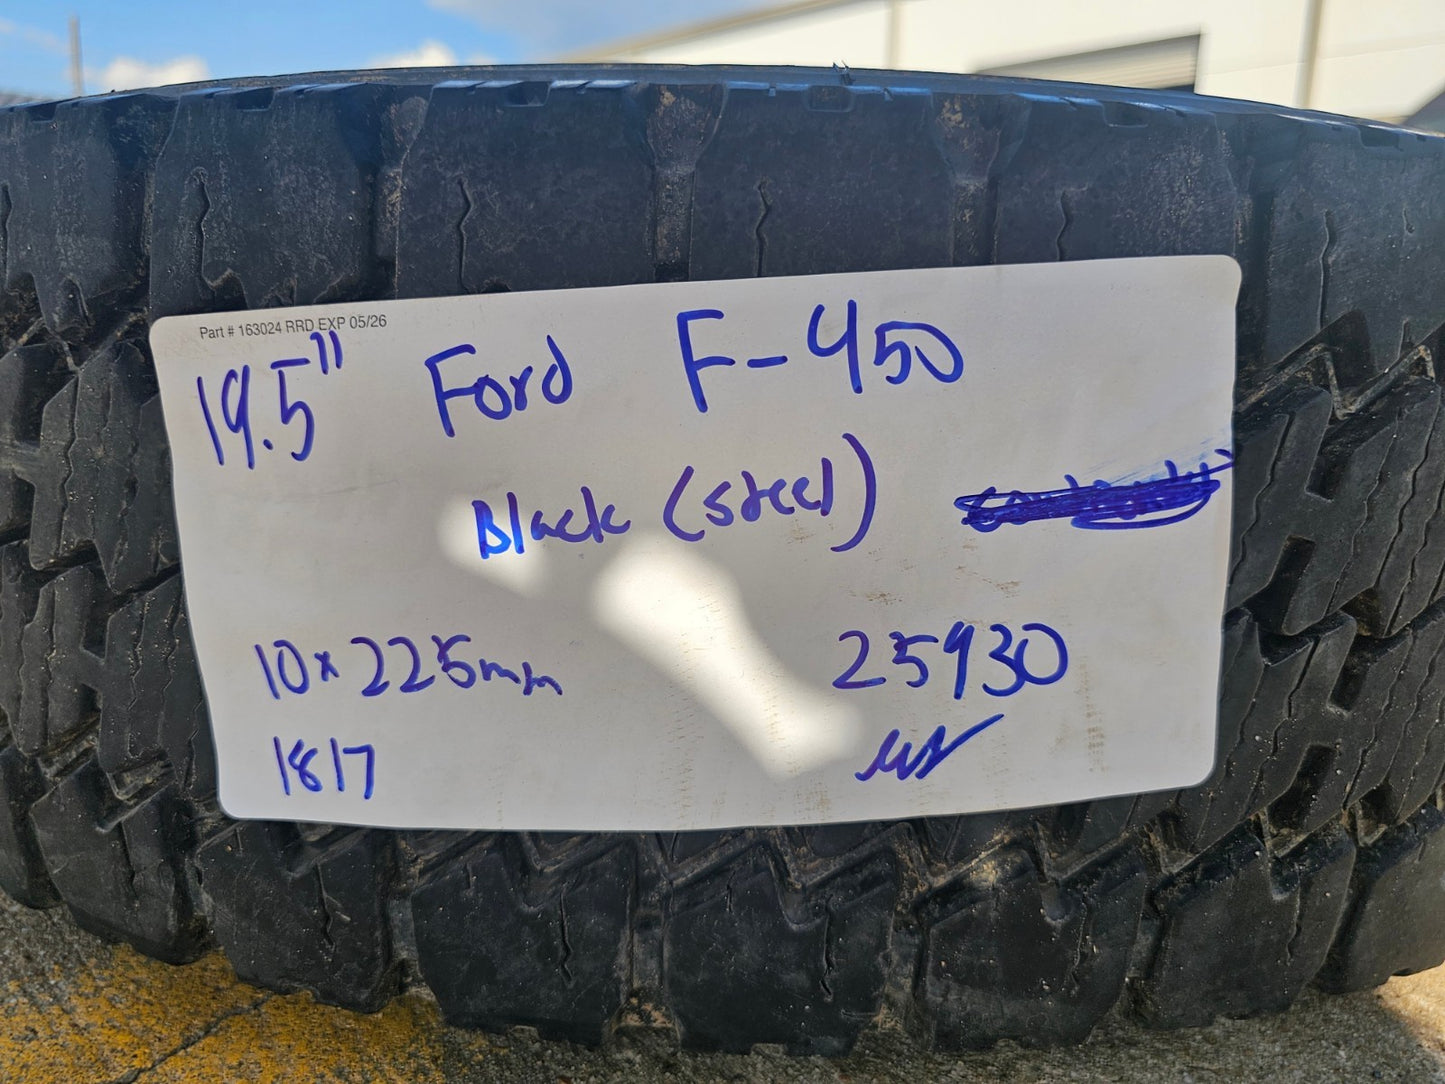 Part # 163024 RRD EXP 05/26
19.5" Ford F-450
Black (steel)
10x225mm 25930
1817